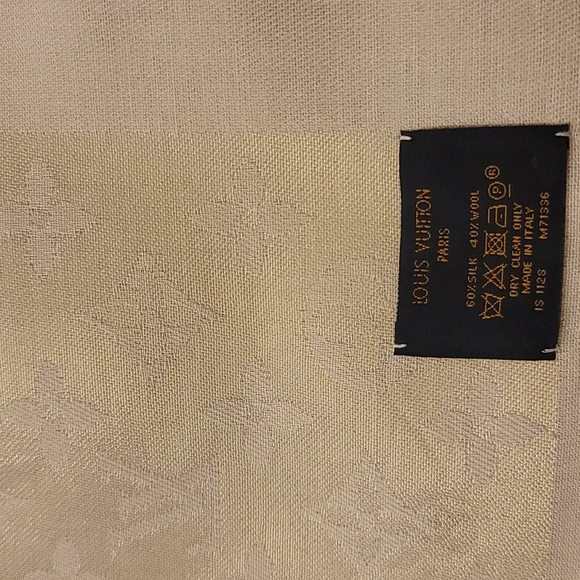 LOUIS VUITTON
PARIS
60%SILK 40%WOOL
P
DRY CLEAN ONLY
MADE IN ITALY
IS 1128 M71336